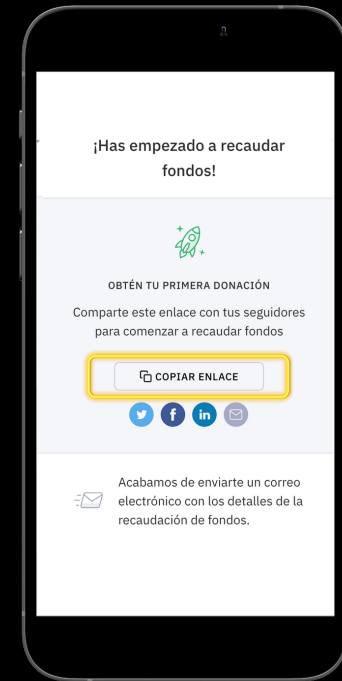 ¡Has empezado a recaudar
fondos!
OBTÉN TU PRIMERA DONACIÓN
Comparte este enlace con tus seguidores
para comenzar a recaudar fondos
COPIAR ENLACE
f in
Acabamos de enviarte un correo
electrónico con los detalles de la
recaudación de fondos.